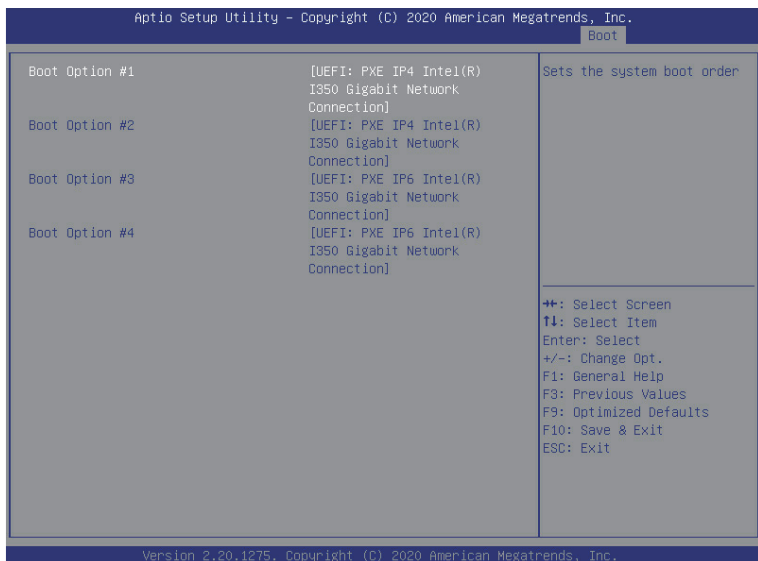 Aptio Setup Utility – Copyright (C) 2020 American Megatrends, Inc.
Boot
Boot Option #1 [UEFI: PXE IP4 Intel(R)
I350 Gigabit Network
Connection]
Boot Option #2 [UEFI: PXE IP4 Intel(R)
I350 Gigabit Network
Connection]
Boot Option #3 [UEFI: PXE IP6 Intel(R)
I350 Gigabit Network
Connection]
Boot Option #4 [UEFI: PXE IP6 Intel(R)
I350 Gigabit Network
Connection]
Sets the system boot order
→←: Select Screen
↑↓: Select Item
Enter: Select
+/-: Change Opt.
F1: General Help
F3: Previous Values
F9: Optimized Defaults
F10: Save & Exit
ESC: Exit
Version 2.20.1275. Copyright (C) 2020 American Megatrends, Inc.